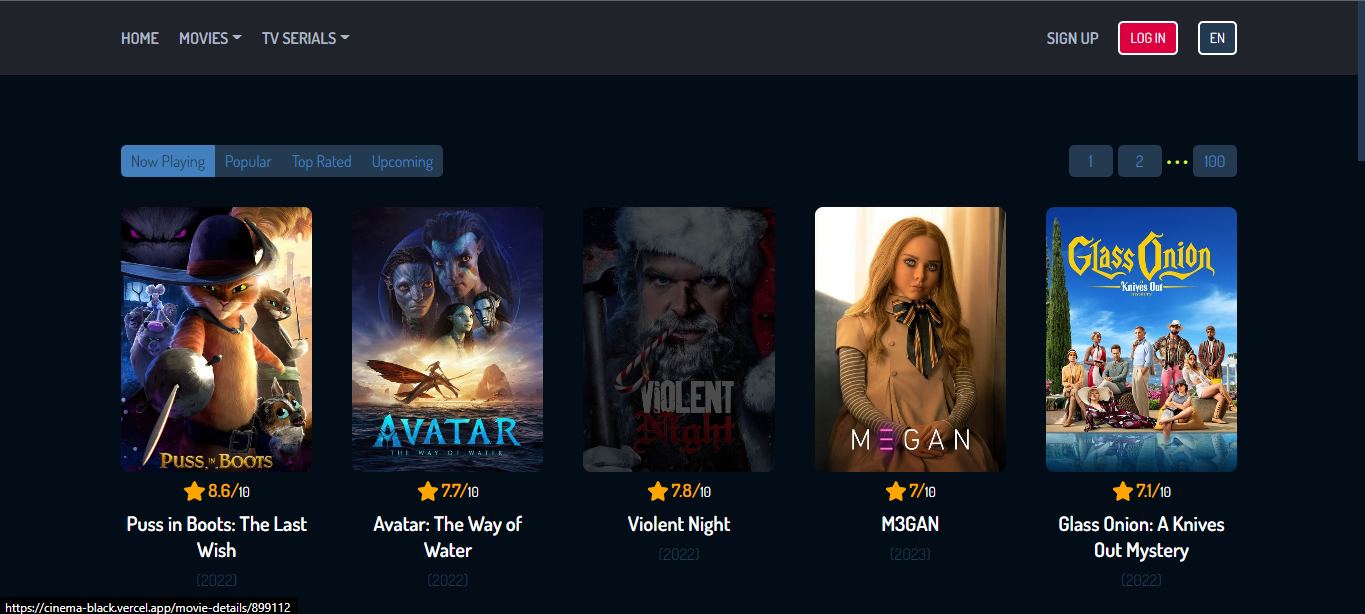 HOME MOVIES TV SERIALS SIGN UP LOG IN EN
Now Playing Popular Top Rated Upcoming 1 2 ••• 100
PUSS IN BOOTS
AVATAR
THE WAY OF WATER
VIOLENT
Night
M3GAN
GLASS ONION
A
KNIVES OUT
MYSTERY
8.6/10
Puss in Boots: The Last
Wish
(2022)
7.7/10
Avatar: The Way of
Water
(2022)
7.8/10
Violent Night
(2022)
7/10
M3GAN
(2023)
7.1/10
Glass Onion: A Knives
Out Mystery
(2022)
https://cinema-black.vercel.app/movie-details/899112